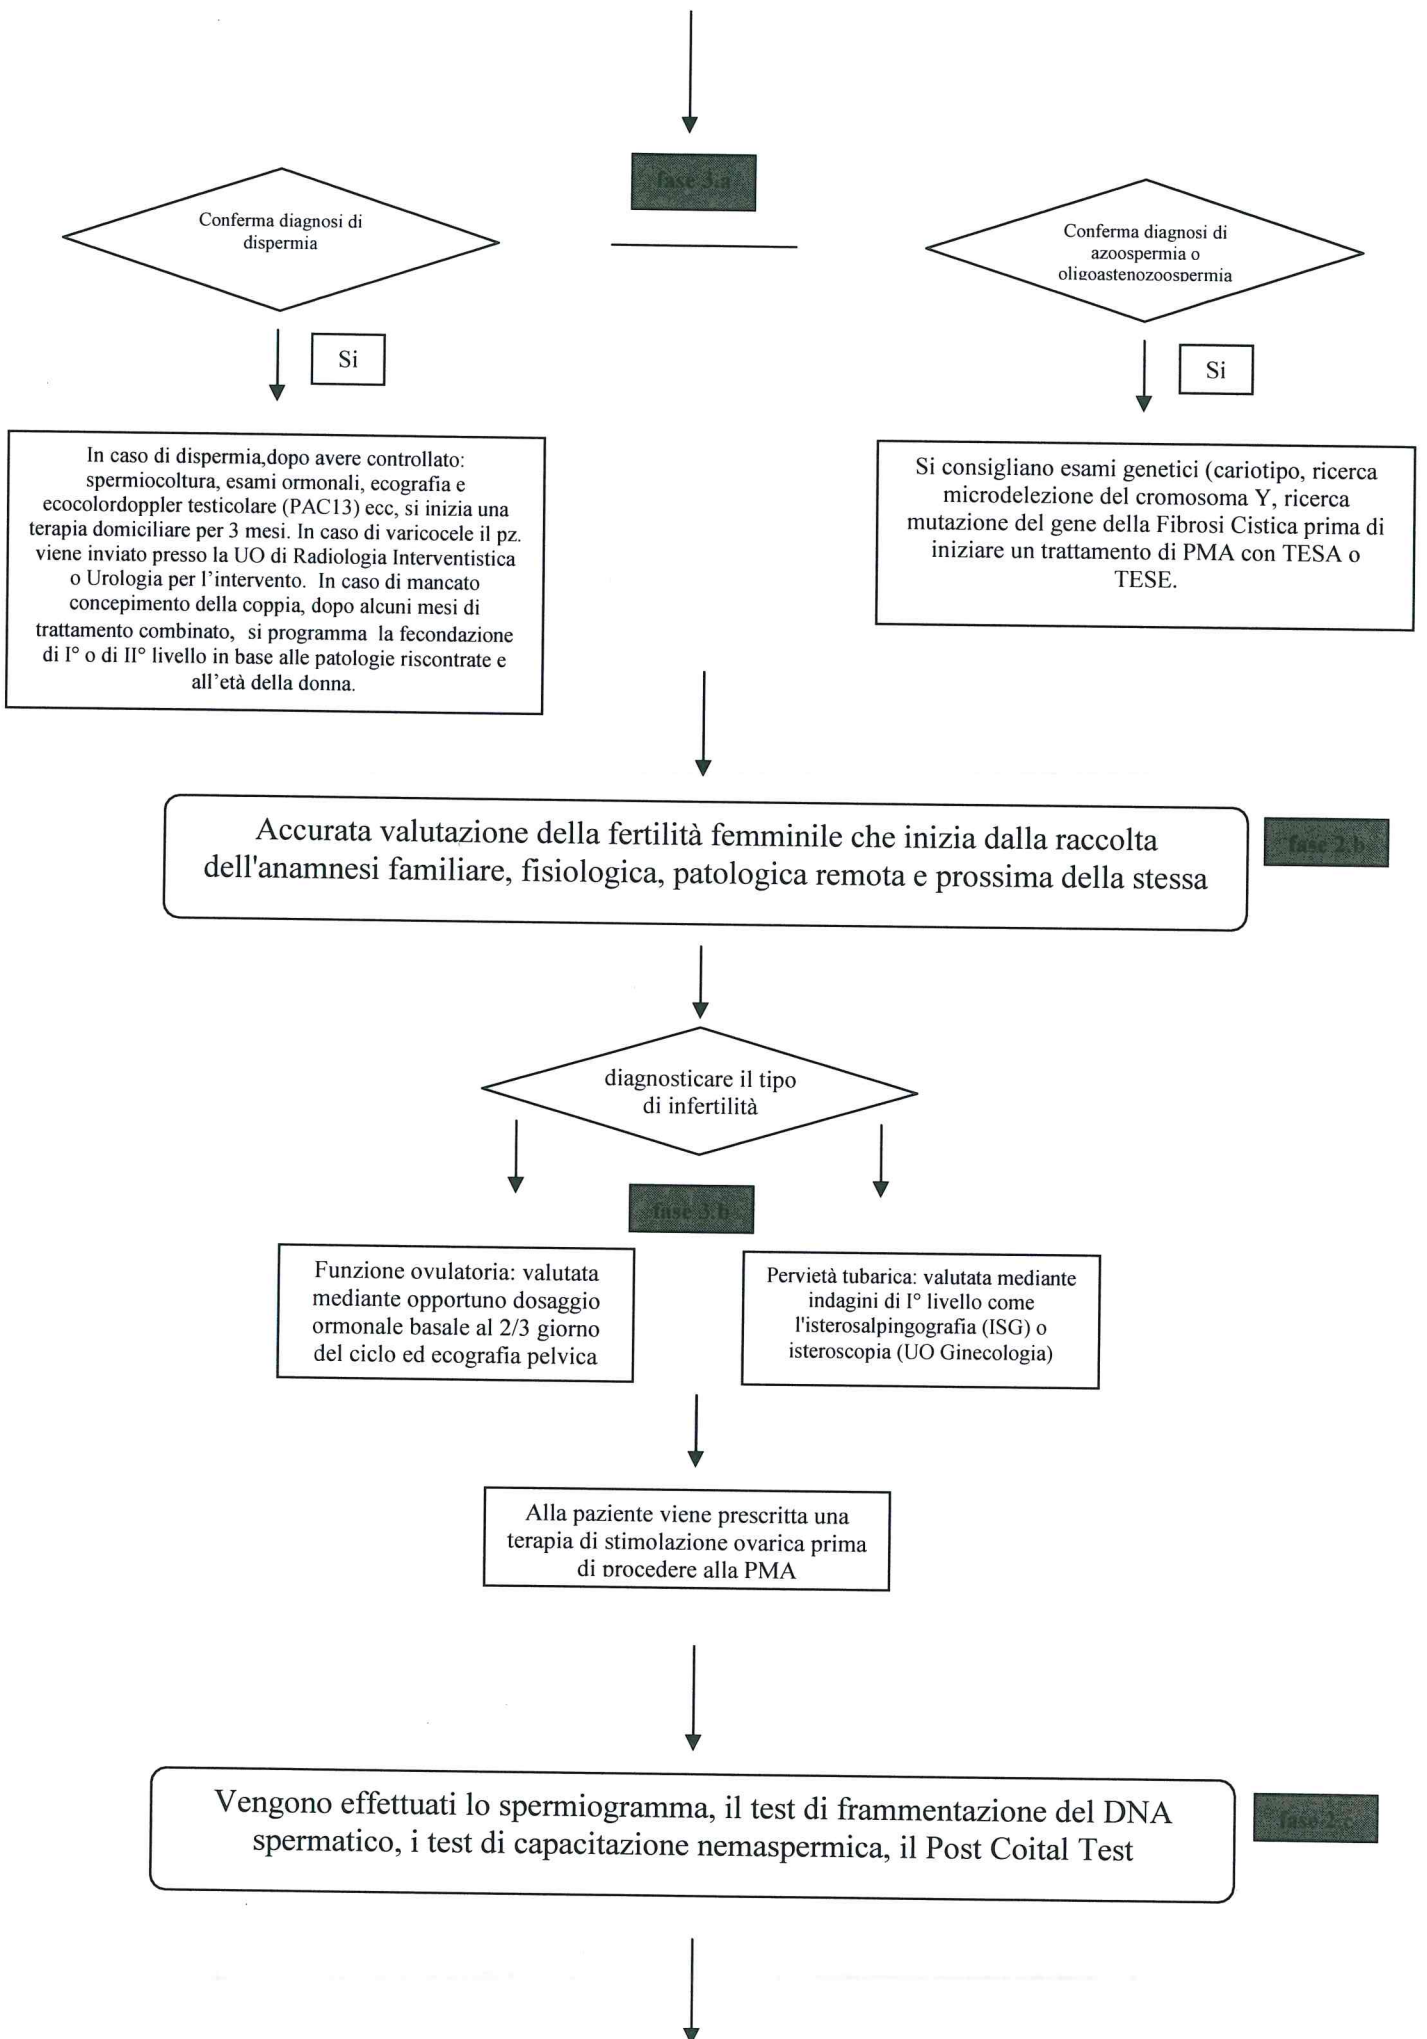 fase 3.a
Conferma diagnosi di
dispermia
Conferma diagnosi di
azoospermia o
oligoastenozoospermia
Si
Si
In caso di dispermia,dopo avere controllato:
spermiocoltura, esami ormonali, ecografia e
ecocolordoppler testicolare (PAC13) ecc, si inizia una
terapia domiciliare per 3 mesi. In caso di varicocele il pz.
viene inviato presso la UO di Radiologia Interventistica
o Urologia per l'intervento. In caso di mancato
concepimento della coppia, dopo alcuni mesi di
trattamento combinato, si programma la fecondazione
di I° o di II° livello in base alle patologie riscontrate e
all'età della donna.
Si consigliano esami genetici (cariotipo, ricerca
microdelezione del cromosoma Y, ricerca
mutazione del gene della Fibrosi Cistica prima di
iniziare un trattamento di PMA con TESA o
TESE.
Accurata valutazione della fertilità femminile che inizia dalla raccolta
dell'anamnesi familiare, fisiologica, patologica remota e prossima della stessa
fase 2.b
diagnosticare il tipo
di infertilità
fase 3.b
Funzione ovulatoria: valutata
mediante opportuno dosaggio
ormonale basale al 2/3 giorno
del ciclo ed ecografia pelvica
Pervietà tubarica: valutata mediante
indagini di I° livello come
l'isterosalpingografia (ISG) o
isteroscopia (UO Ginecologia)
Alla paziente viene prescritta una
terapia di stimolazione ovarica prima
di procedere alla PMA
Vengono effettuati lo spermiogramma, il test di frammentazione del DNA
spermatico, i test di capacitazione nemaspermica, il Post Coital Test
fase 2.c